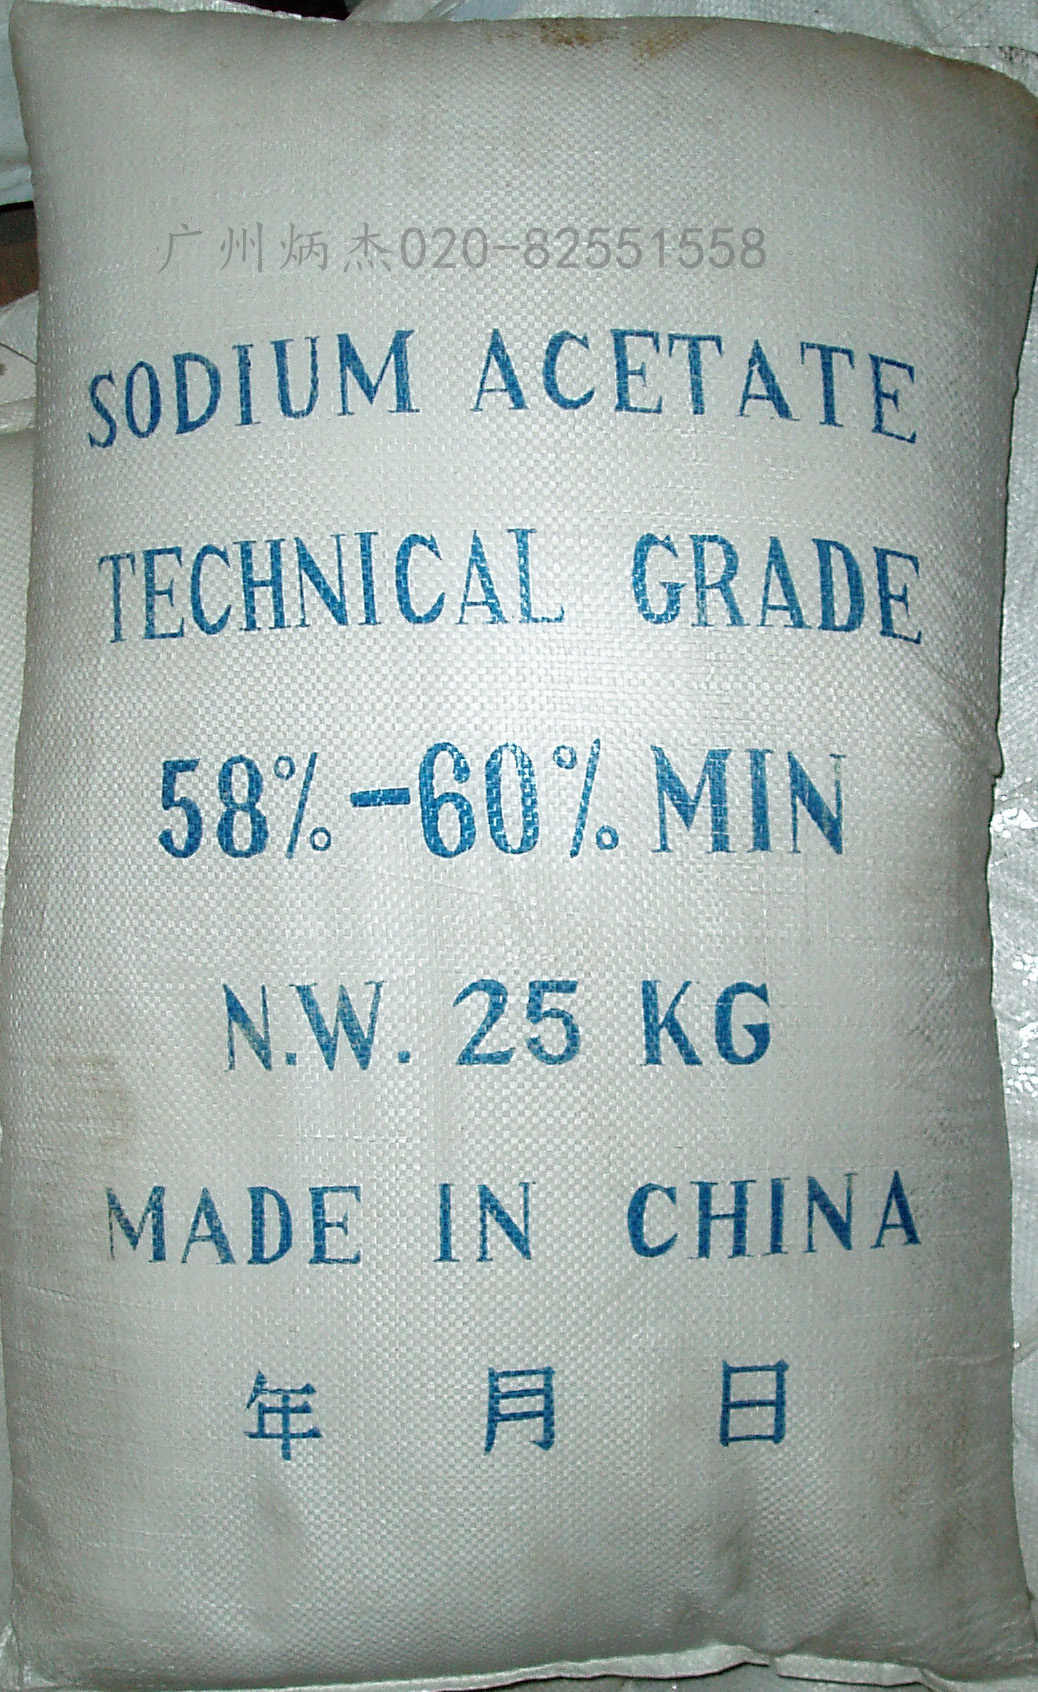 广州炳杰020-82551558
SODIUM ACETATE
TECHNICAL GRADE
58%-60% MIN
N.W. 25 KG
MADE IN CHINA
年 月 日